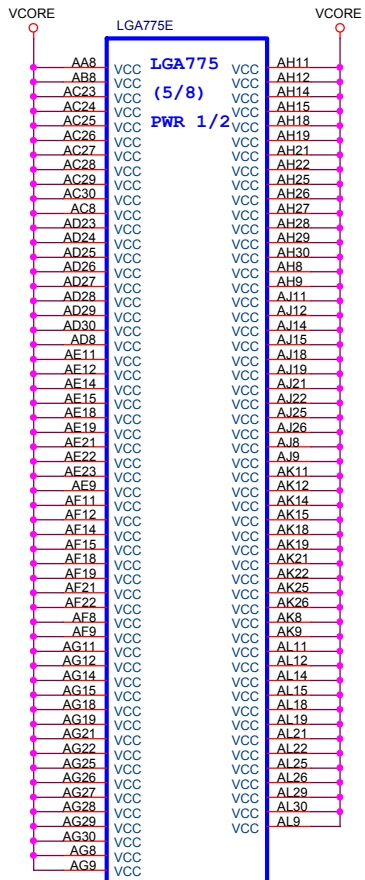 VCORE VCORE
LGA775E
AA8 VCC LGA775 VCC AH11
AB8 VCC VCC AH12
AC23 VCC (5/8) VCC AH14
AC24 VCC VCC AH15
AC25 VCC PWR 1/2 VCC AH18
AC26 VCC VCC AH19
AC27 VCC VCC AH21
AC28 VCC VCC AH22
AC29 VCC VCC AH25
AC30 VCC VCC AH26
AC8 VCC VCC AH27
AD23 VCC VCC AH28
AD24 VCC VCC AH29
AD25 VCC VCC AH30
AD26 VCC VCC AH8
AD27 VCC VCC AH9
AD28 VCC VCC AJ11
AD29 VCC VCC AJ12
AD30 VCC VCC AJ14
AD8 VCC VCC AJ15
AE11 VCC VCC AJ18
AE12 VCC VCC AJ19
AE14 VCC VCC AJ21
AE15 VCC VCC AJ22
AE18 VCC VCC AJ25
AE19 VCC VCC AJ26
AE21 VCC VCC AJ8
AE22 VCC VCC AJ9
AE23 VCC VCC AK11
AE9 VCC VCC AK12
AF11 VCC VCC AK14
AF12 VCC VCC AK15
AF14 VCC VCC AK18
AF15 VCC VCC AK19
AF18 VCC VCC AK21
AF19 VCC VCC AK22
AF21 VCC VCC AK25
AF22 VCC VCC AK26
AF8 VCC VCC AK8
AF9 VCC VCC AK9
AG11 VCC VCC AL11
AG12 VCC VCC AL12
AG14 VCC VCC AL14
AG15 VCC VCC AL15
AG18 VCC VCC AL18
AG19 VCC VCC AL19
AG21 VCC VCC AL21
AG22 VCC VCC AL22
AG25 VCC VCC AL25
AG26 VCC VCC AL26
AG27 VCC VCC AL29
AG28 VCC VCC AL30
AG29 VCC VCC AL9
AG30 VCC
AG8 VCC
AG9 VCC